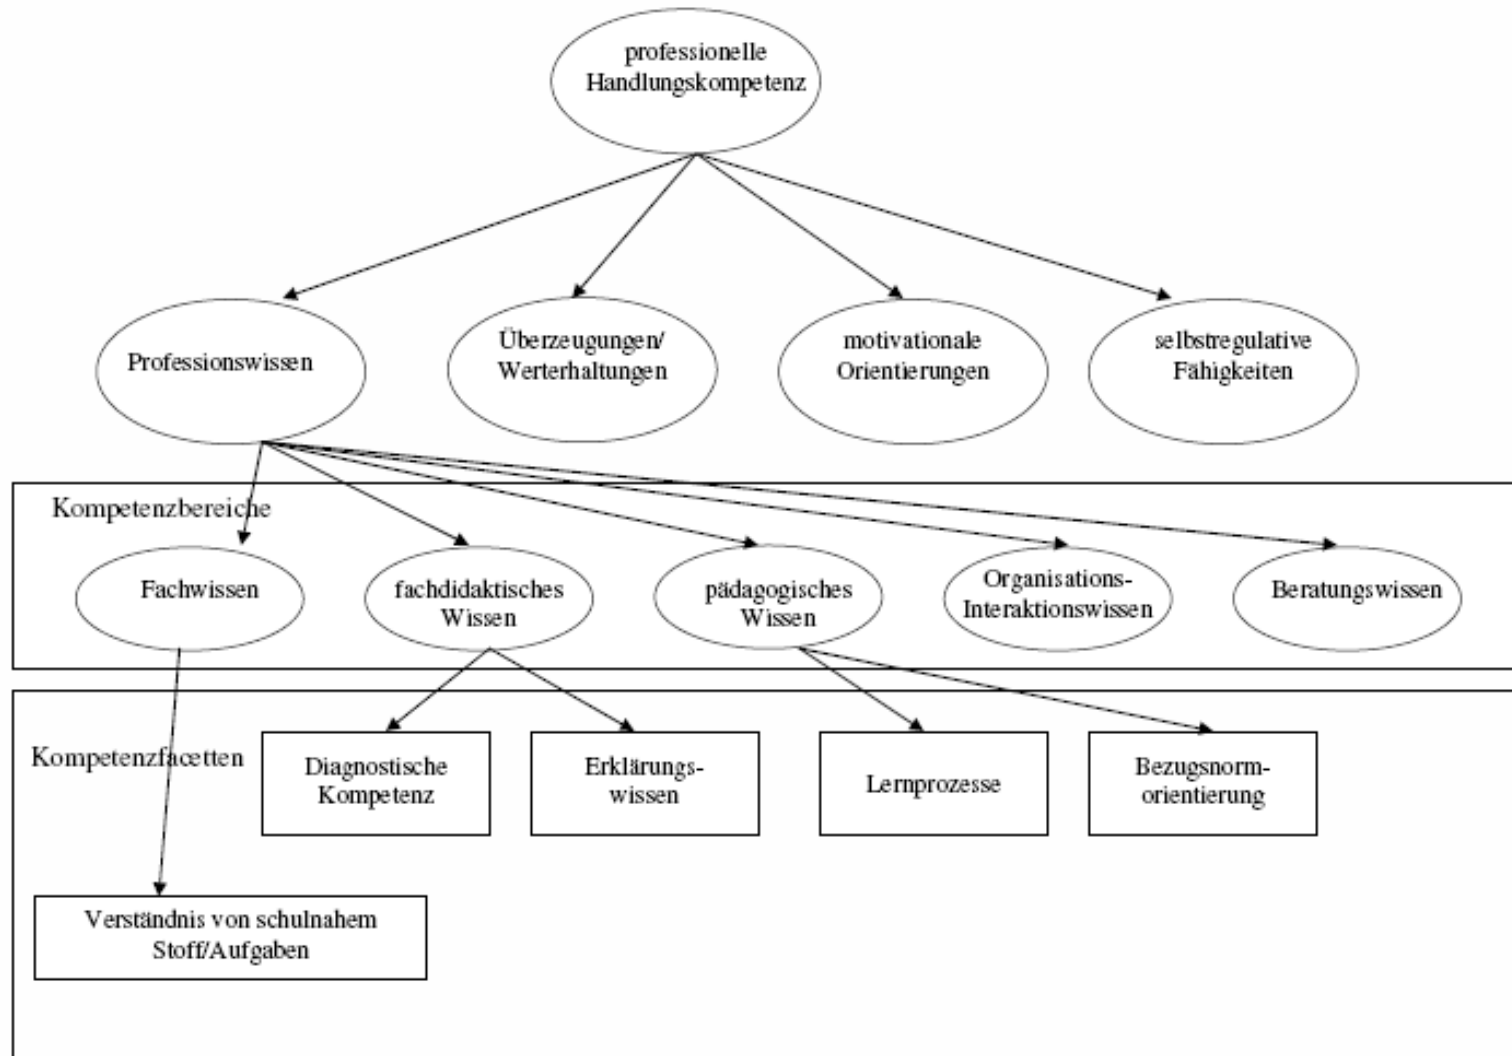 professionelle
Handlungskompetenz
Professionswissen
Überzeugungen/
Werterhaltungen
motivationale
Orientierungen
selbstregulative
Fähigkeiten
Kompetenzbereiche
Fachwissen
fachdidaktisches
Wissen
pädagogisches
Wissen
Organisations-
Interaktionswissen
Beratungswissen
Kompetenzfacetten
Diagnostische
Kompetenz
Erklärungs-
wissen
Lernprozesse
Bezugsnorm-
orientierung
Verständnis von schulnahem
Stoff/Aufgaben